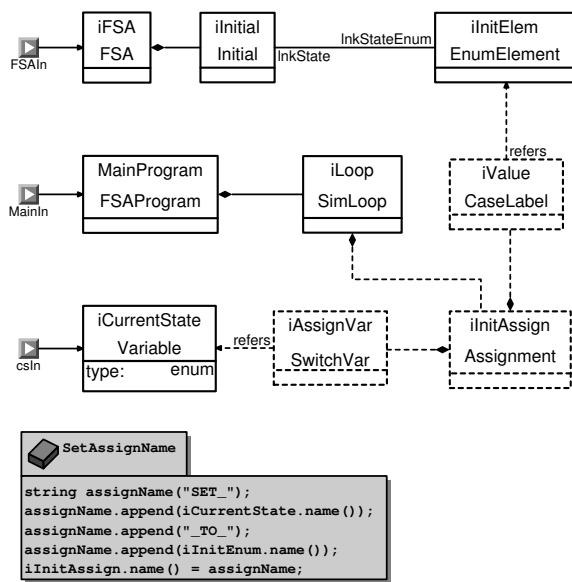 iFSA
FSA
iInitial
Initial
lnkStateEnum
lnkState
iInitElem
EnumElement
FSAIn
refers
MainProgram
FSAProgram
iLoop
SimLoop
iValue
CaseLabel
MainIn
iCurrentState
Variable
type: enum
refers
iAssignVar
SwitchVar
iInitAssign
Assignment
csIn
SetAssignName
string assignName("SET_");
assignName.append(iCurrentState.name());
assignName.append("_TO_");
assignName.append(iInitEnum.name());
iInitAssign.name() = assignName;